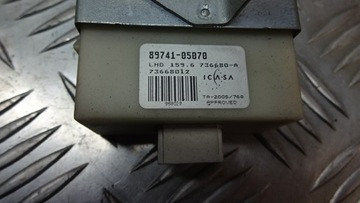 89741-05070
LHD 159.6 736680-A
73668012
ICASA
TA-2005/768
APPROVED